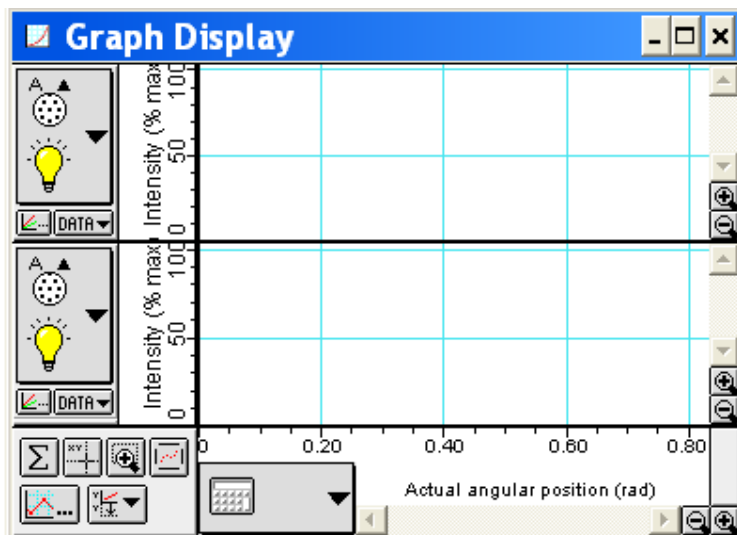 Graph Display
A
Intensity (% max
100
50
0
DATA
A
Intensity (% max
100
50
0
DATA
0 0.20 0.40 0.60 0.80
Σ
Actual angular position (rad)